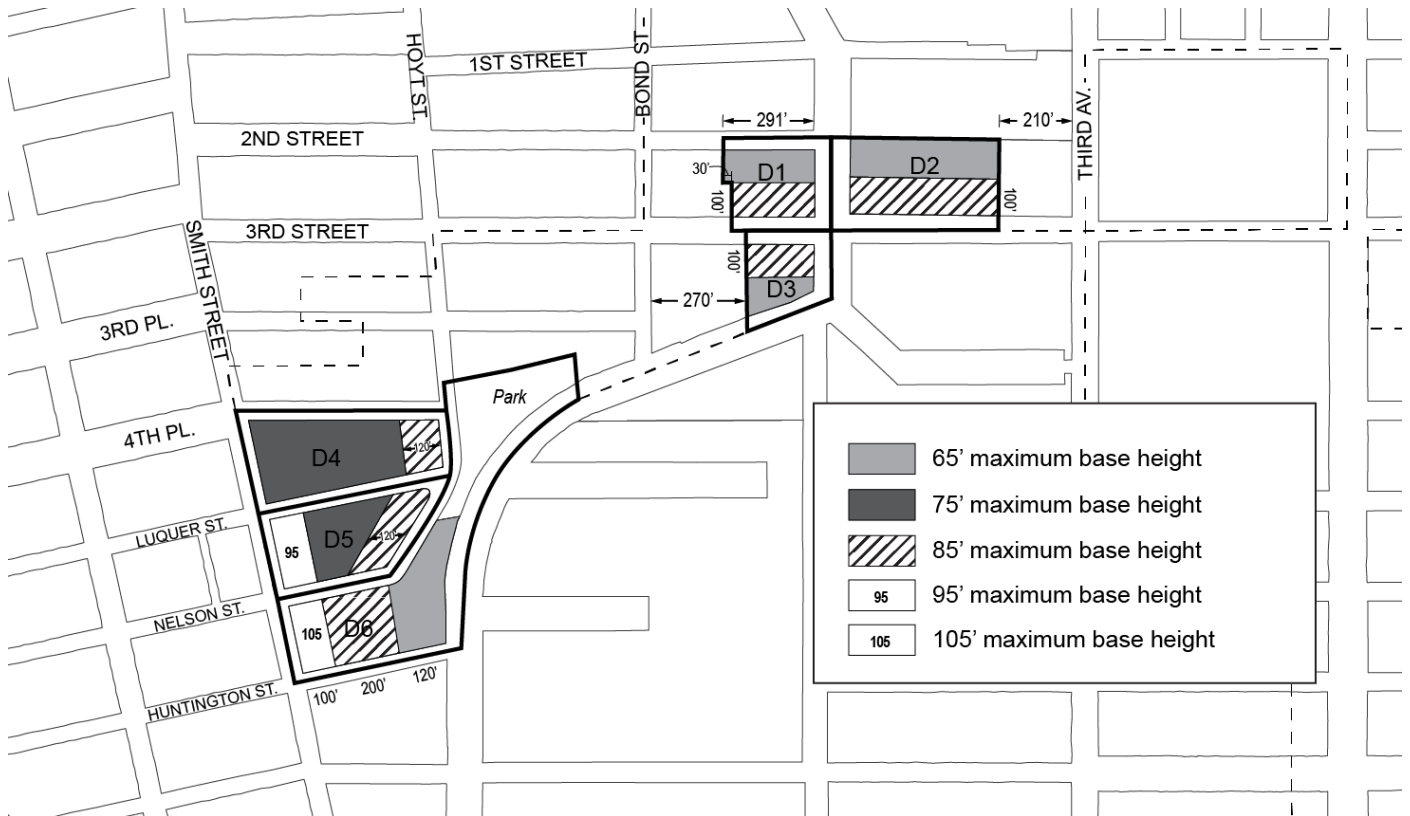 HOYT ST.
BOND ST
1ST STREET
2ND STREET
3RD STREET
THIRD AV.
291'
210'
30'
D1
D2
100'
100'
100'
D3
270'
SMITH STREET
3RD PL.
4TH PL.
LUQUER ST.
NELSON ST.
HUNTINGTON ST.
Park
D4
120'
D5
95
120'
D6
105
100'
200'
120'
65' maximum base height
75' maximum base height
85' maximum base height
95 95' maximum base height
105 105' maximum base height